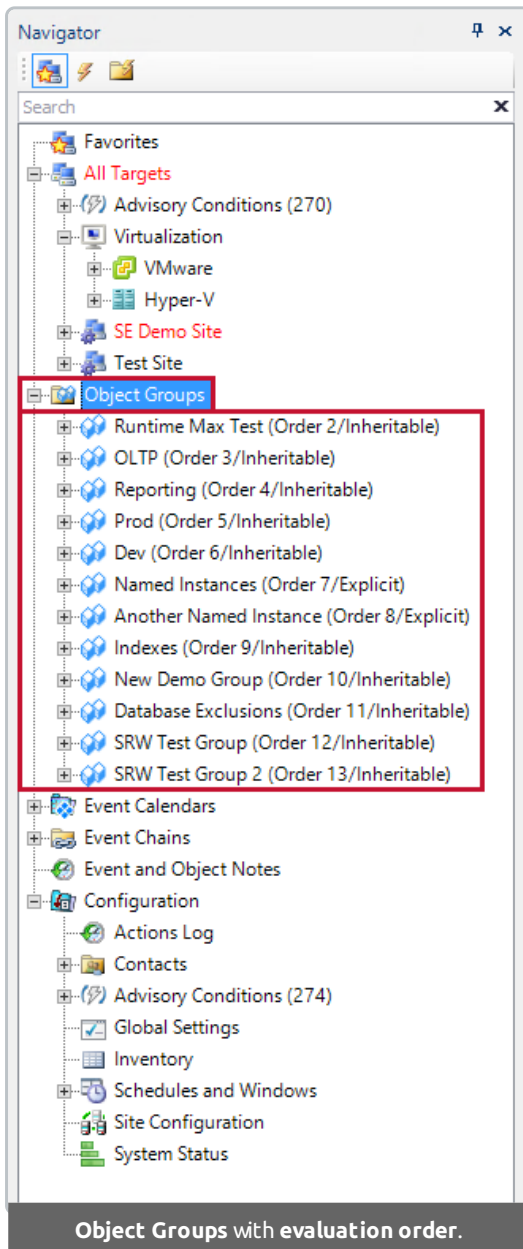 Navigator
Search
Favorites
All Targets
Advisory Conditions (270)
Virtualization
VMware
Hyper-V
SE Demo Site
Test Site
Object Groups
Runtime Max Test (Order 2/Inheritable)
OLTP (Order 3/Inheritable)
Reporting (Order 4/Inheritable)
Prod (Order 5/Inheritable)
Dev (Order 6/Inheritable)
Named Instances (Order 7/Explicit)
Another Named Instance (Order 8/Explicit)
Indexes (Order 9/Inheritable)
New Demo Group (Order 10/Inheritable)
Database Exclusions (Order 11/Inheritable)
SRW Test Group (Order 12/Inheritable)
SRW Test Group 2 (Order 13/Inheritable)
Event Calendars
Event Chains
Event and Object Notes
Configuration
Actions Log
Contacts
Advisory Conditions (274)
Global Settings
Inventory
Schedules and Windows
Site Configuration
System Status
Object Groups with evaluation order.